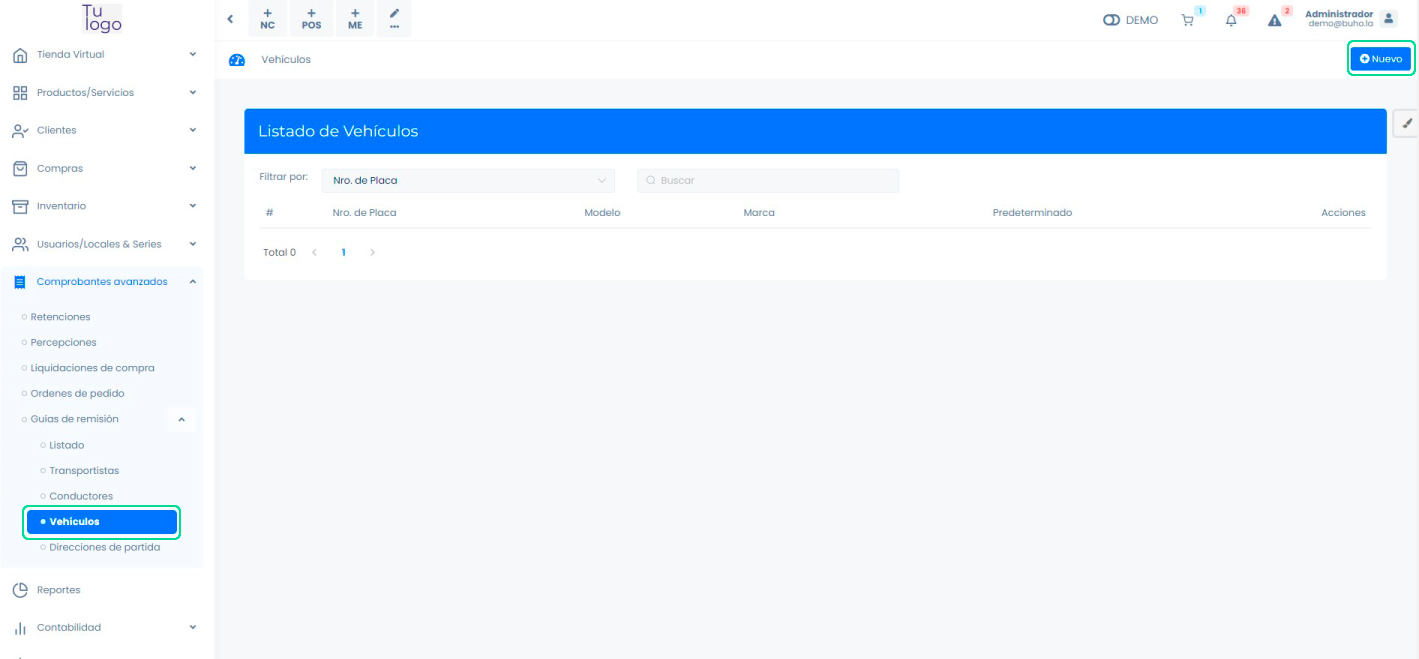 Tu
logo
Tienda Virtual
Productos/Servicios
Clientes
Compras
Inventario
Usuarios/Locales & Series
Comprobantes avanzados
Retenciones
Percepciones
Liquidaciones de compra
Ordenes de pedido
Guías de remisión
Listado
Transportistas
Conductores
Vehículos
Direcciones de partida
Reportes
Contabilidad
+ NC
+ POS
+ ME
...
DEMO
1
36
2
Administrador
demo@buho.la
Vehículos
Nuevo
Listado de Vehículos
Filtrar por: Nro. de Placa Buscar
# Nro. de Placa Modelo Marca Predeterminado Acciones
Total 0 < 1 >